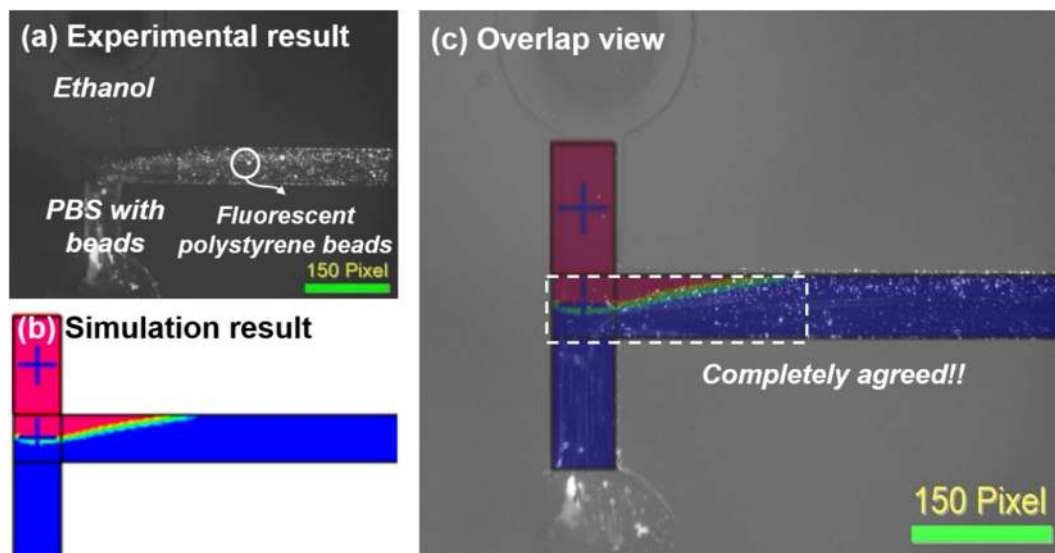 (a) Experimental result
Ethanol
PBS with
beads
Fluorescent
polystyrene beads
150 Pixel
(b) Simulation result
(c) Overlap view
Completely agreed!!
150 Pixel